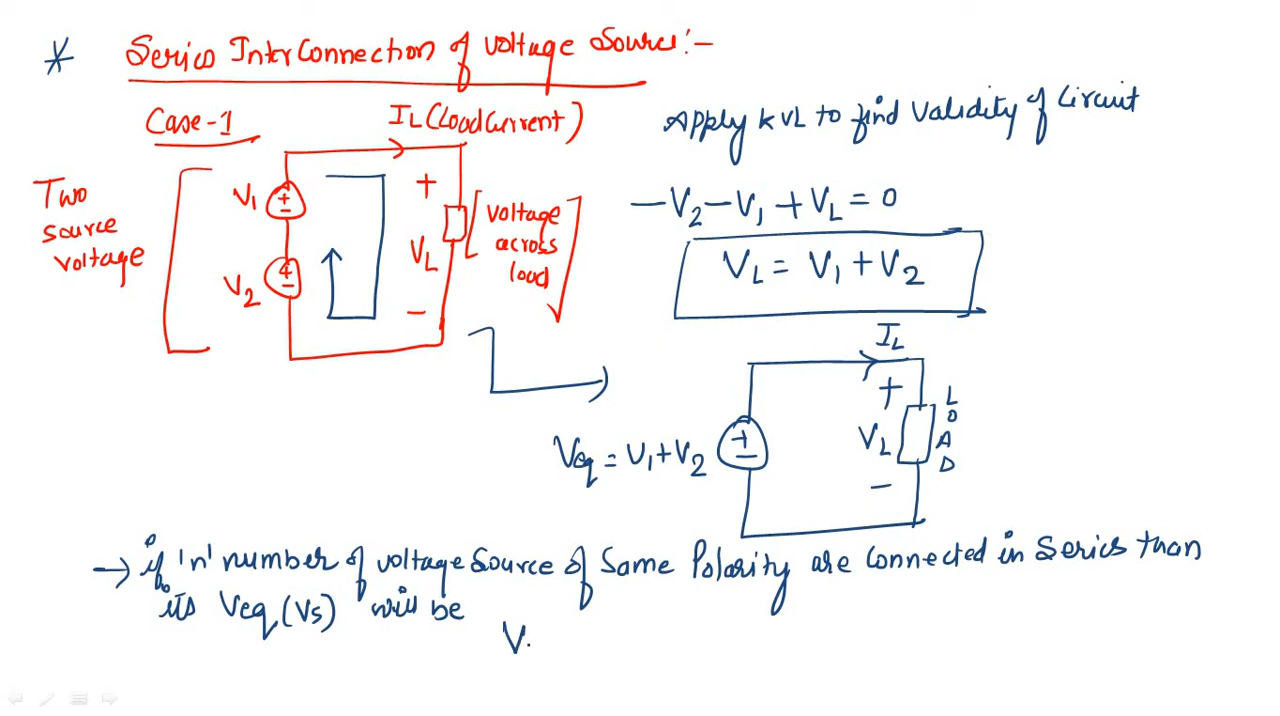 * Series InterConnection of Voltage Source:-
Case-1
IL (Load Current)
Apply KVL to find Validity of Circuit
Two
source
voltage
V1
+
-
V2
+
-
+
VL
-
[Voltage
across
load]
-V2-V1+VL=0
VL = V1+V2
IL
Veq = V1+V2
+
-
+
VL
-
LOAD
→ if 'n' number of voltage Source of Same Polarity are Connected in Series than
its Veq (Vs) will be
V.